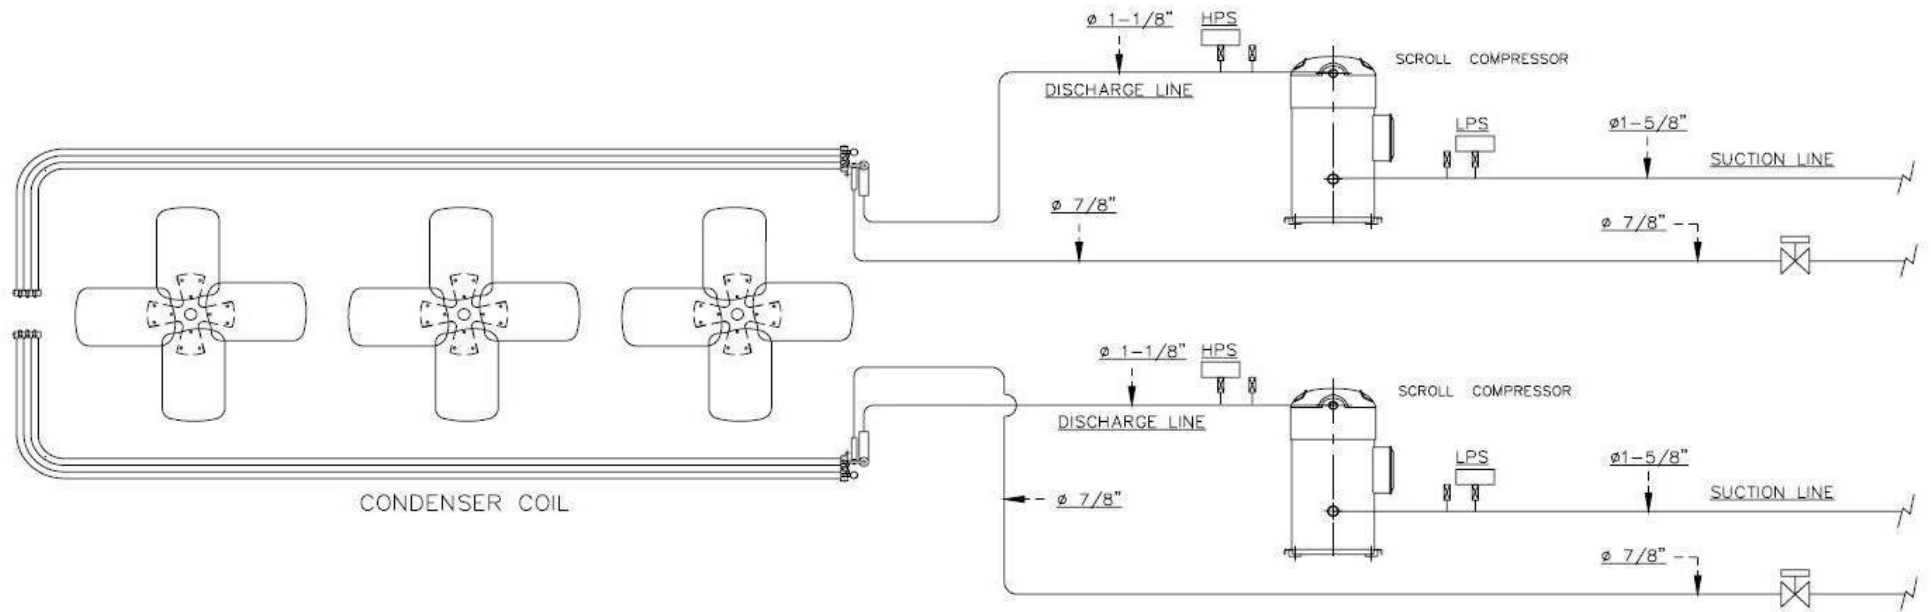 ø 1-1/8"
HPS
SCROLL COMPRESSOR
DISCHARGE LINE
LPS
ø1-5/8"
SUCTION LINE
ø 7/8"
ø 7/8"
ø 1-1/8"
HPS
SCROLL COMPRESSOR
DISCHARGE LINE
LPS
ø1-5/8"
SUCTION LINE
CONDENSER COIL
ø 7/8"
ø 7/8"